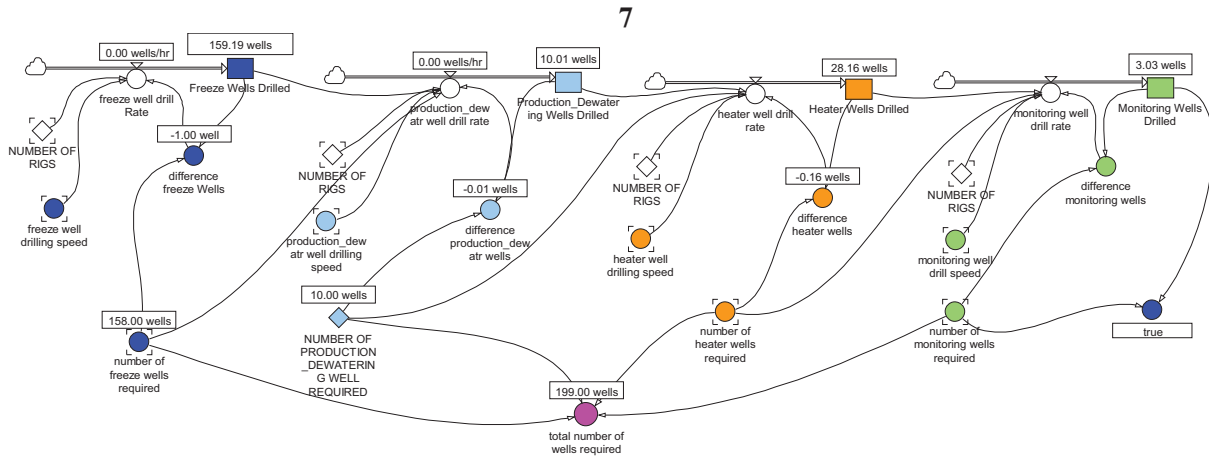 7
0.00 wells/hr
159.19 wells
freeze well drill
Rate
Freeze Wells Drilled
NUMBER OF
RIGS
-1.00 well
difference
freeze Wells
freeze well
drilling speed
158.00 wells
number of
freeze wells
required
0.00 wells/hr
10.01 wells
production_dew
atr well drill rate
Production_Dewater
ing Wells Drilled
NUMBER OF
RIGS
-0.01 wells
production_dew
atr well drilling
speed
difference
production_dew
atr wells
10.00 wells
NUMBER OF
PRODUCTION
_DEWATERIN
G WELL
REQUIRED
28.16 wells
heater well drill
rate
Heater Wells Drilled
NUMBER OF
RIGS
-0.16 wells
difference
heater wells
heater well
drilling speed
number of
heater wells
required
3.03 wells
monitoring well
drill rate
Monitoring Wells
Drilled
NUMBER OF
RIGS
difference
monitoring wells
monitoring well
drill speed
number of
monitoring wells
required
true
199.00 wells
total number of
wells required